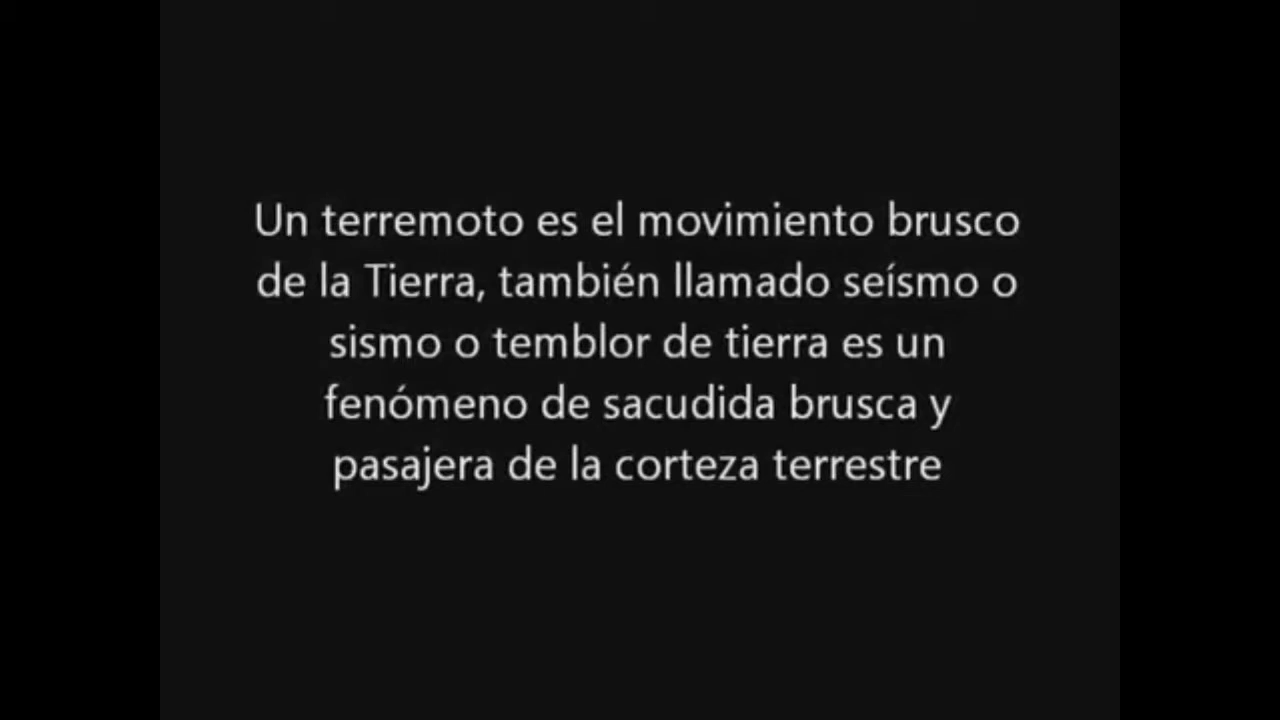 Un terremoto es el movimiento brusco
de la Tierra, también llamado seísmo o
sismo o temblor de tierra es un
fenómeno de sacudida brusca y
pasajera de la corteza terrestre